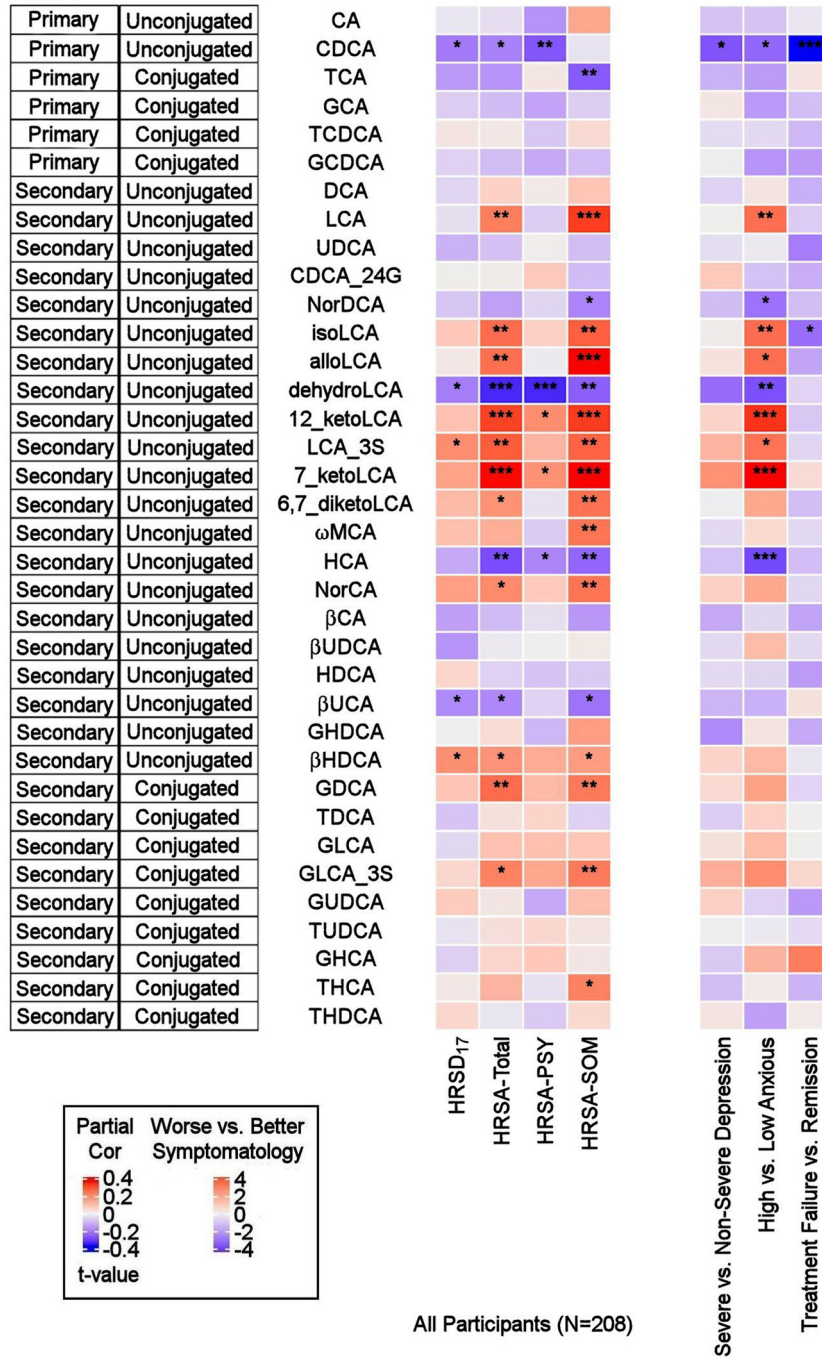 Primary Unconjugated CA
Primary Unconjugated CDCA * * ** * * ***
Primary Conjugated TCA **
Primary Conjugated GCA
Primary Conjugated TCDCA
Primary Conjugated GCDCA
Secondary Unconjugated DCA
Secondary Unconjugated LCA ** *** **
Secondary Unconjugated UDCA
Secondary Unconjugated CDCA_24G
Secondary Unconjugated NorDCA * *
Secondary Unconjugated isoLCA ** ** ** *
Secondary Unconjugated alloLCA ** *** *
Secondary Unconjugated dehydroLCA * *** *** ** **
Secondary Unconjugated 12_ketoLCA *** * *** ***
Secondary Unconjugated LCA_3S * ** ** *
Secondary Unconjugated 7_ketoLCA *** * *** ***
Secondary Unconjugated 6,7_diketoLCA * **
Secondary Unconjugated ωMCA **
Secondary Unconjugated HCA ** * ** ***
Secondary Unconjugated NorCA * **
Secondary Unconjugated βCA
Secondary Unconjugated βUDCA
Secondary Unconjugated HDCA
Secondary Unconjugated βUCA * * *
Secondary Unconjugated GHDCA
Secondary Unconjugated βHDCA * * *
Secondary Conjugated GDCA ** **
Secondary Conjugated TDCA
Secondary Conjugated GLCA
Secondary Conjugated GLCA_3S * **
Secondary Conjugated GUDCA
Secondary Conjugated TUDCA
Secondary Conjugated GHCA
Secondary Conjugated THCA *
Secondary Conjugated THDCA
HRSD17
HRSA-Total
HRSA-PSY
HRSA-SOM
Severe vs. Non-Severe Depression
High vs. Low Anxious
Treatment Failure vs. Remission
Partial Worse vs. Better
Cor Symptomatology
0.4 4
0.2 2
0 0
-0.2 -2
-0.4 -4
t-value
All Participants (N=208)